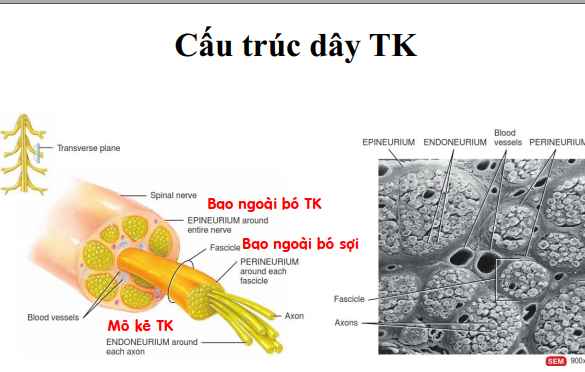 Cấu trúc dây TK
Transverse plane
Spinal nerve
Bao ngoài bó TK
EPINEURIUM around
entire nerve
Fascicle
Bao ngoài bó sợi
PERINEURIUM
around each
fascicle
Axon
Blood vessels
Mô kẽ TK
ENDONEURIUM around
each axon
EPINEURIUM
ENDONEURIUM
Blood
vessels
PERINEURIUM
Fascicle
Axons
SEM
900x